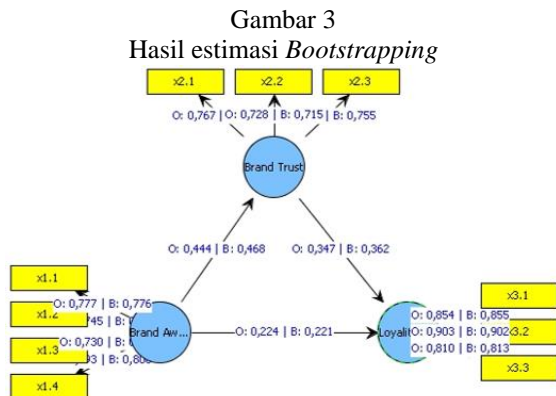 Gambar 3
Hasil estimasi Bootstrapping
x2.1 x2.2 x2.3
O: 0,767 | O: 0,728 | B: 0,715 | B: 0,755
Brand Trust
O: 0,444 | B: 0,468 O: 0,347 | B: 0,362
x1.1
O: 0,777 | B: 0,776
x1.2
Brand Aw...
O: 0,224 | B: 0,221
x1.3
O: 0,730
x1.4
x3.1
O: 0,854 | B: 0,855
O: 0,903 | B: 0,902
x3.2
O: 0,810 | B: 0,813
x3.3